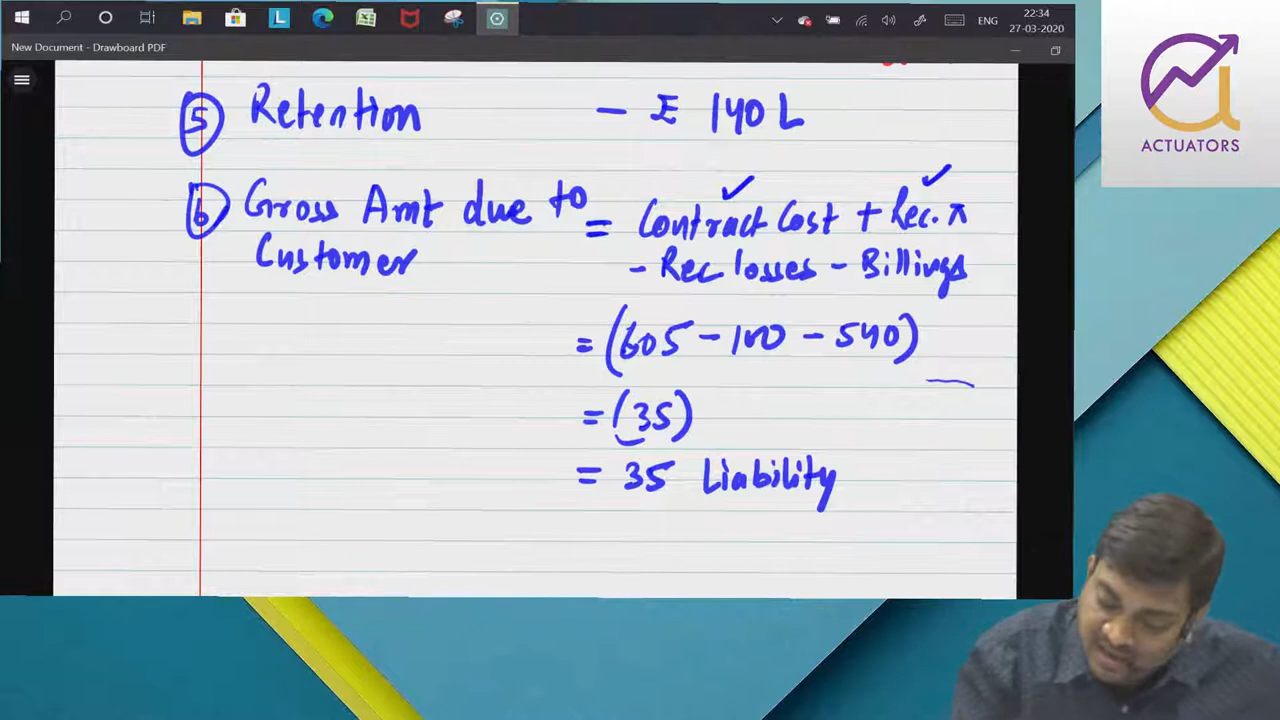 22:34
ENG
27-03-2020
New Document - Drawboard PDF
ACTUATORS
5 Retention - ₹ 140 L
6 Gross Amt due to = Contract Cost + Rec. π
Customer - Rec losses - Billings
= (605 - 100 - 540)
= (35)
= 35 Liability